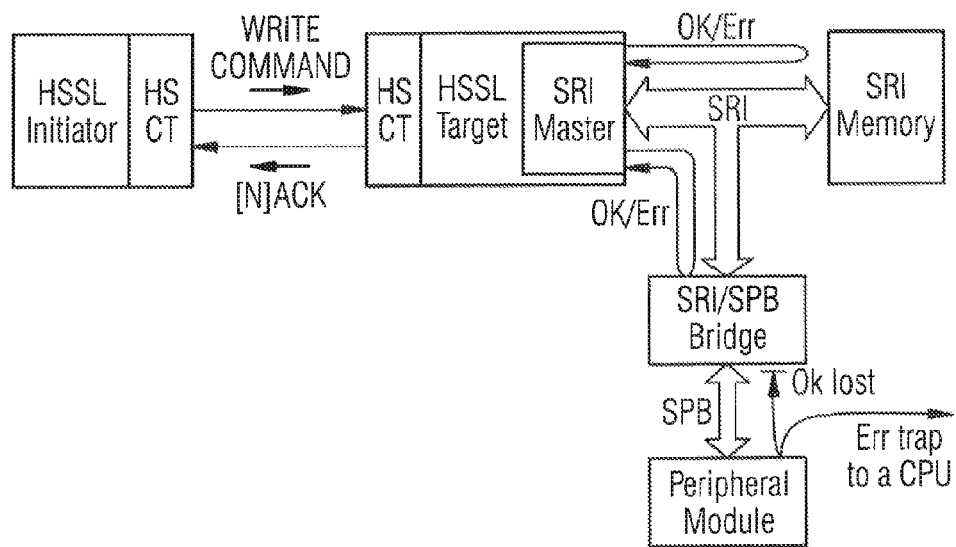 WRITE
COMMAND
HSSL
Initiator
HS
CT
[N]ACK
HS
CT
HSSL
Target
SRI
Master
OK/Err
SRI
SRI
Memory
OK/Err
SRI/SPB
Bridge
SPB
Ok lost
Err trap
to a CPU
Peripheral
Module